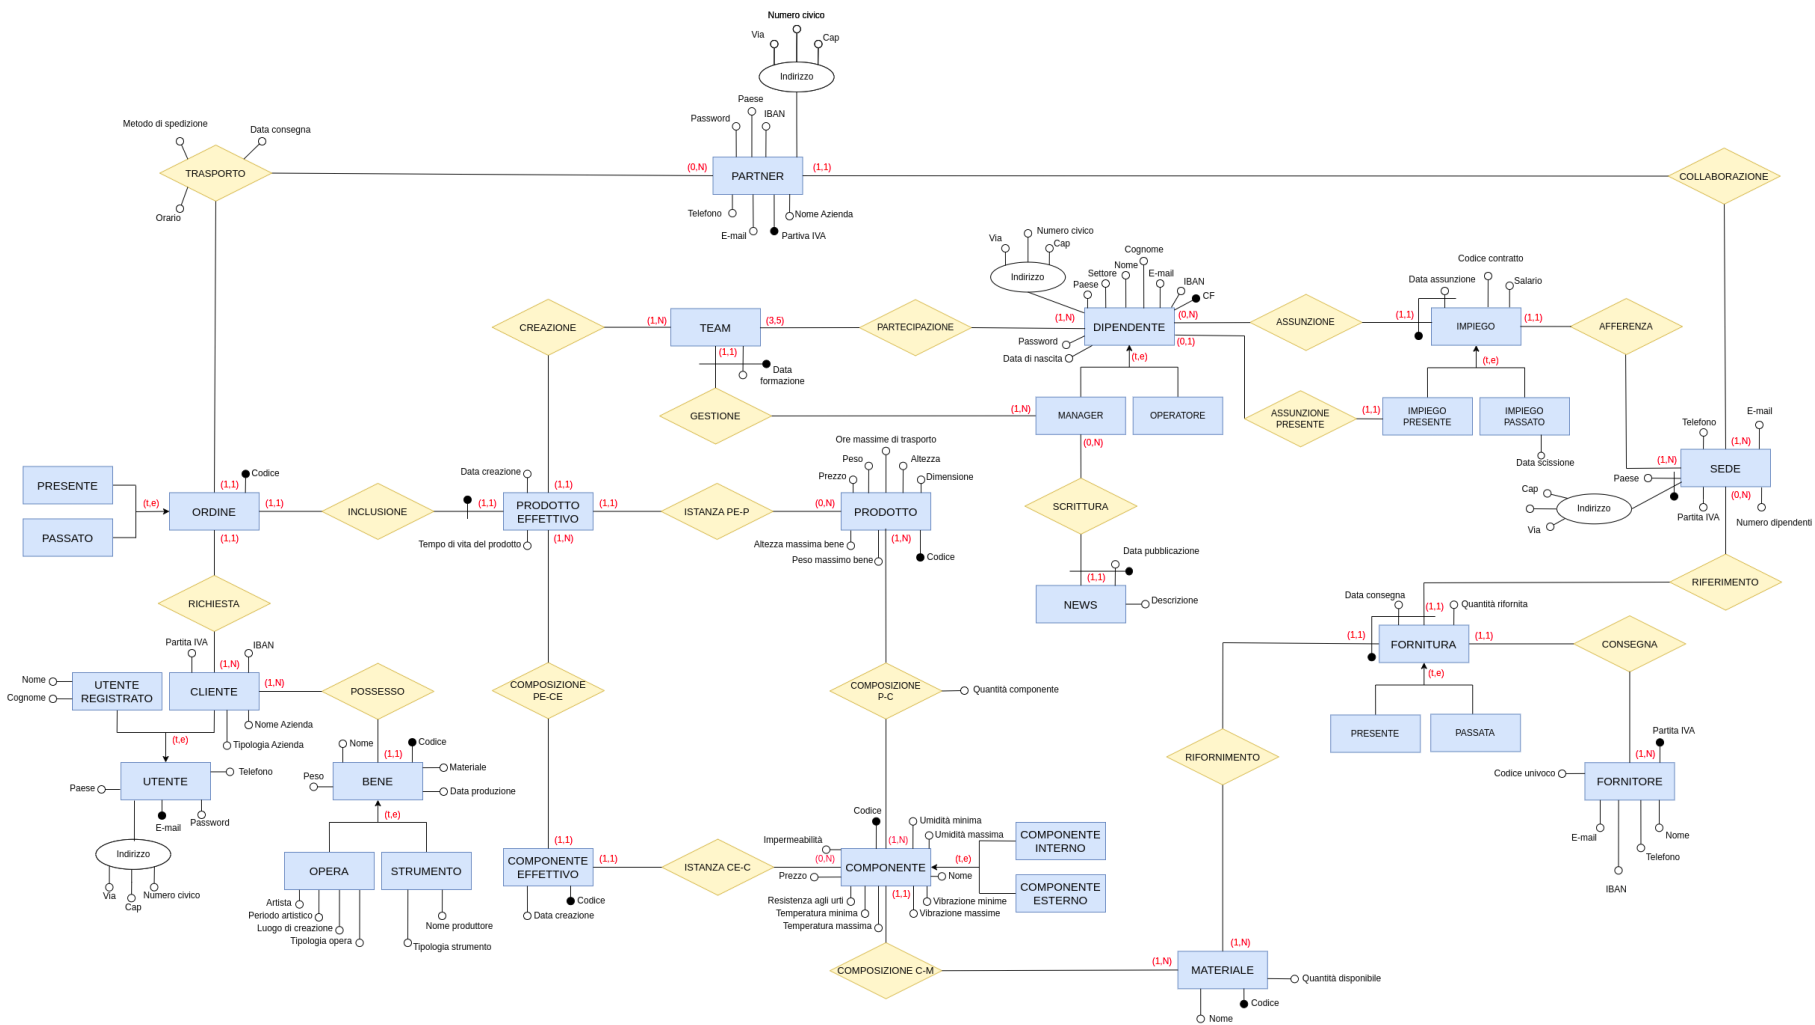 Numero civico
Via
Cap
Indirizzo
Paese
Password
IBAN
Metodo di spedizione
Data consegna
TRASPORTO
Orario
(0,N)
PARTNER
(1,1)
COLLABORAZIONE
Telefono
Nome Azienda
E-mail
Partiva IVA
Via
Numero civico
Cap
Indirizzo
Cognome
Nome
Settore
E-mail
Paese
IBAN
CF
Codice contratto
Data assunzione
Salario
CREAZIONE
(1,N)
TEAM
(3,5)
PARTECIPAZIONE
(1,N)
DIPENDENTE
(0,N)
ASSUNZIONE
(1,1)
IMPIEGO
(1,1)
AFFERENZA
Password
Data di nascita
(0,1)
(t,e)
(t,e)
(1,1)
Data
formazione
GESTIONE
(1,N)
MANAGER
OPERATORE
ASSUNZIONE
PRESENTE
(1,1)
IMPIEGO
PRESENTE
IMPIEGO
PASSATO
Data scissione
(0,N)
Telefono
E-mail
(1,N)
(1,N)
SEDE
Paese
Cap
Indirizzo
Via
Partita IVA
(0,N)
Numero dipendenti
PRESENTE
PASSATO
(t,e)
Codice
(1,1)
ORDINE
(1,1)
(1,1)
INCLUSIONE
Data creazione
(1,1)
(1,1)
PRODOTTO
EFFETTIVO
(1,1)
Tempo di vita del prodotto
(1,N)
ISTANZA PE-P
Ore massime di trasporto
Peso
Altezza
Prezzo
Dimensione
(0,N)
PRODOTTO
Altezza massima bene
Peso massimo bene
(1,N)
Codice
SCRITTURA
Data pubblicazione
(1,1)
NEWS
Descrizione
RIFERIMENTO
RICHIESTA
Partita IVA
IBAN
(1,N)
Nome
Cognome
UTENTE
REGISTRATO
CLIENTE
(1,N)
POSSESSO
Nome Azienda
Tipologia Azienda
(t,e)
UTENTE
Telefono
Paese
E-mail
Password
Indirizzo
Via
Cap
Numero civico
Nome
Codice
(1,1)
Peso
BENE
Materiale
Data produzione
(t,e)
OPERA
STRUMENTO
Artista
Periodo artistico
Luogo di creazione
Tipologia opera
Nome produttore
Tipologia strumento
COMPOSIZIONE
PE-CE
(1,1)
COMPONENTE
EFFETTIVO
(1,1)
Codice
Data creazione
ISTANZA CE-C
COMPOSIZIONE
P-C
Quantità componente
Codice
Umidità minima
Umidità massima
Impermeabilità
(1,N)
(0,N)
COMPONENTE
(t,e)
Nome
Prezzo
COMPONENTE
INTERNO
COMPONENTE
ESTERNO
Resistenza agli urti
Temperatura minima
Temperatura massima
(1,1)
Vibrazione minime
Vibrazione massime
COMPOSIZIONE C-M
(1,N)
MATERIALE
(1,N)
Quantità disponibile
Codice
Nome
RIFORNIMENTO
Data consegna
Quantità rifornita
(1,1)
(1,1)
FORNITURA
(1,1)
CONSEGNA
(t,e)
PRESENTE
PASSATA
Partita IVA
(1,N)
Codice univoco
FORNITORE
E-mail
Nome
Telefono
IBAN